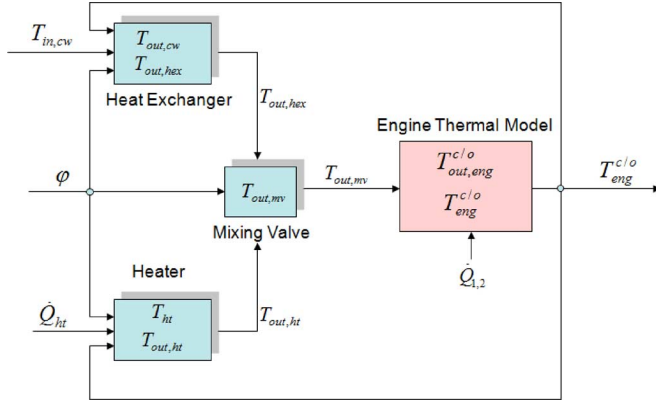 T_{in,cw}
T_{out,cw}
T_{out,hex}
Heat Exchanger
T_{out,hex}
Engine Thermal Model
φ
T_{out,mv}
Mixing Valve
T_{out,mv}
T^{c/o}_{out,eng}
T^{c/o}_{eng}
T^{c/o}_{eng}
Q̇_{1,2}
Heater
Q̇_{ht}
T_{ht}
T_{out,ht}
T_{out,ht}